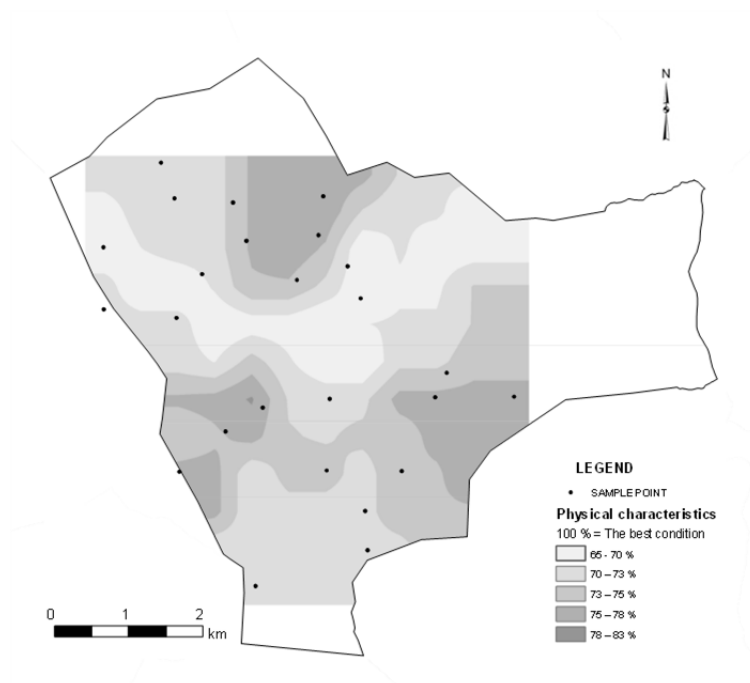 N
LEGEND
SAMPLE POINT
Physical characteristics
100 % = The best condition
65 - 70 %
70 – 73 %
73 – 75 %
75 – 78 %
78 – 83 %
0 1 2
km